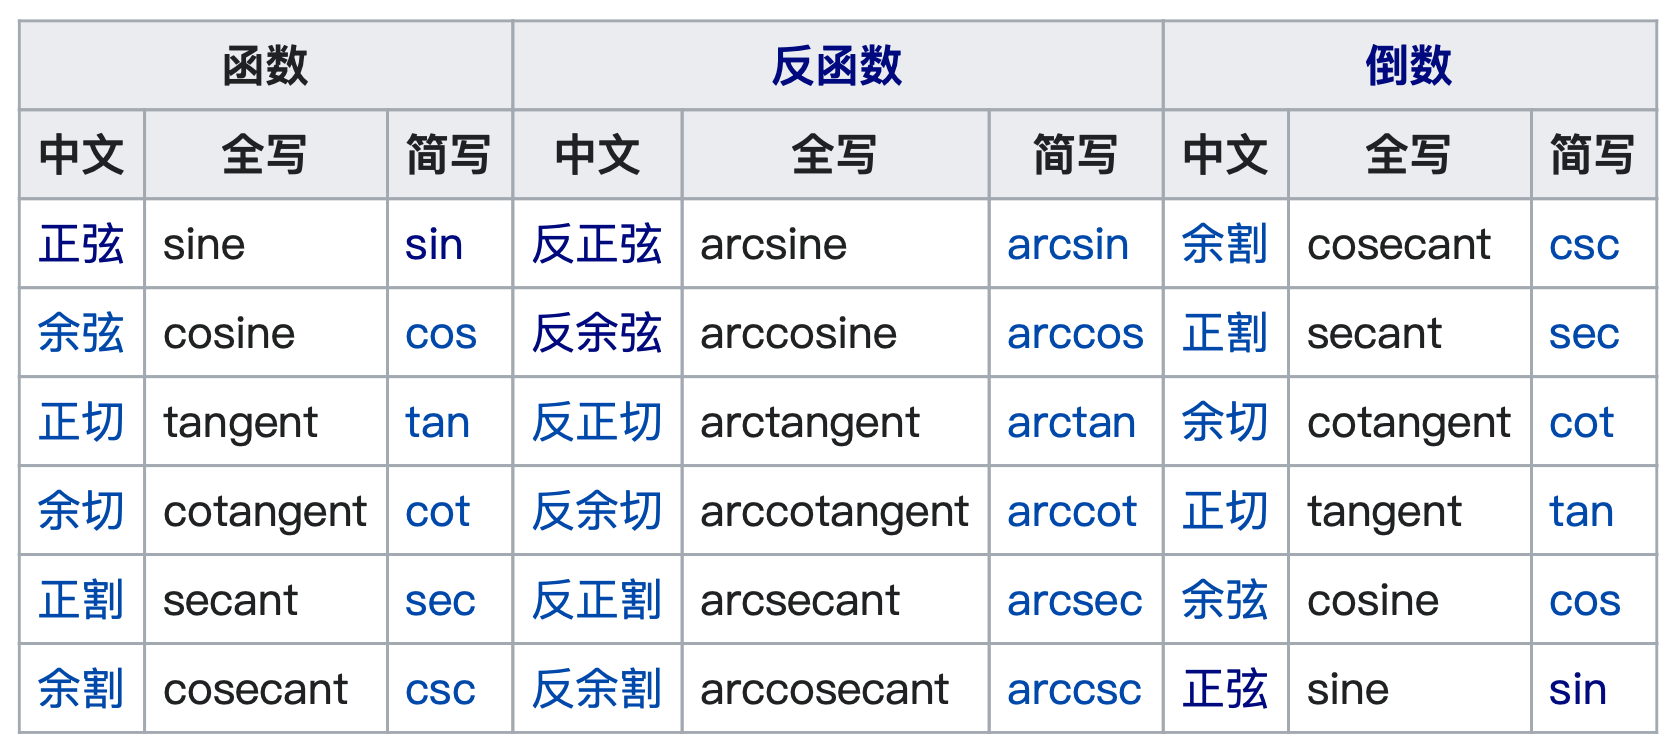 函数 反函数 倒数
中文 全写 简写 中文 全写 简写 中文 全写 简写
正弦 sine sin 反正弦 arcsine arcsin 余割 cosecant csc
余弦 cosine cos 反余弦 arccosine arccos 正割 secant sec
正切 tangent tan 反正切 arctangent arctan 余切 cotangent cot
余切 cotangent cot 反余切 arccotangent arccot 正切 tangent tan
正割 secant sec 反正割 arcsecant arcsec 余弦 cosine cos
余割 cosecant csc 反余割 arccosecant arccsc 正弦 sine sin